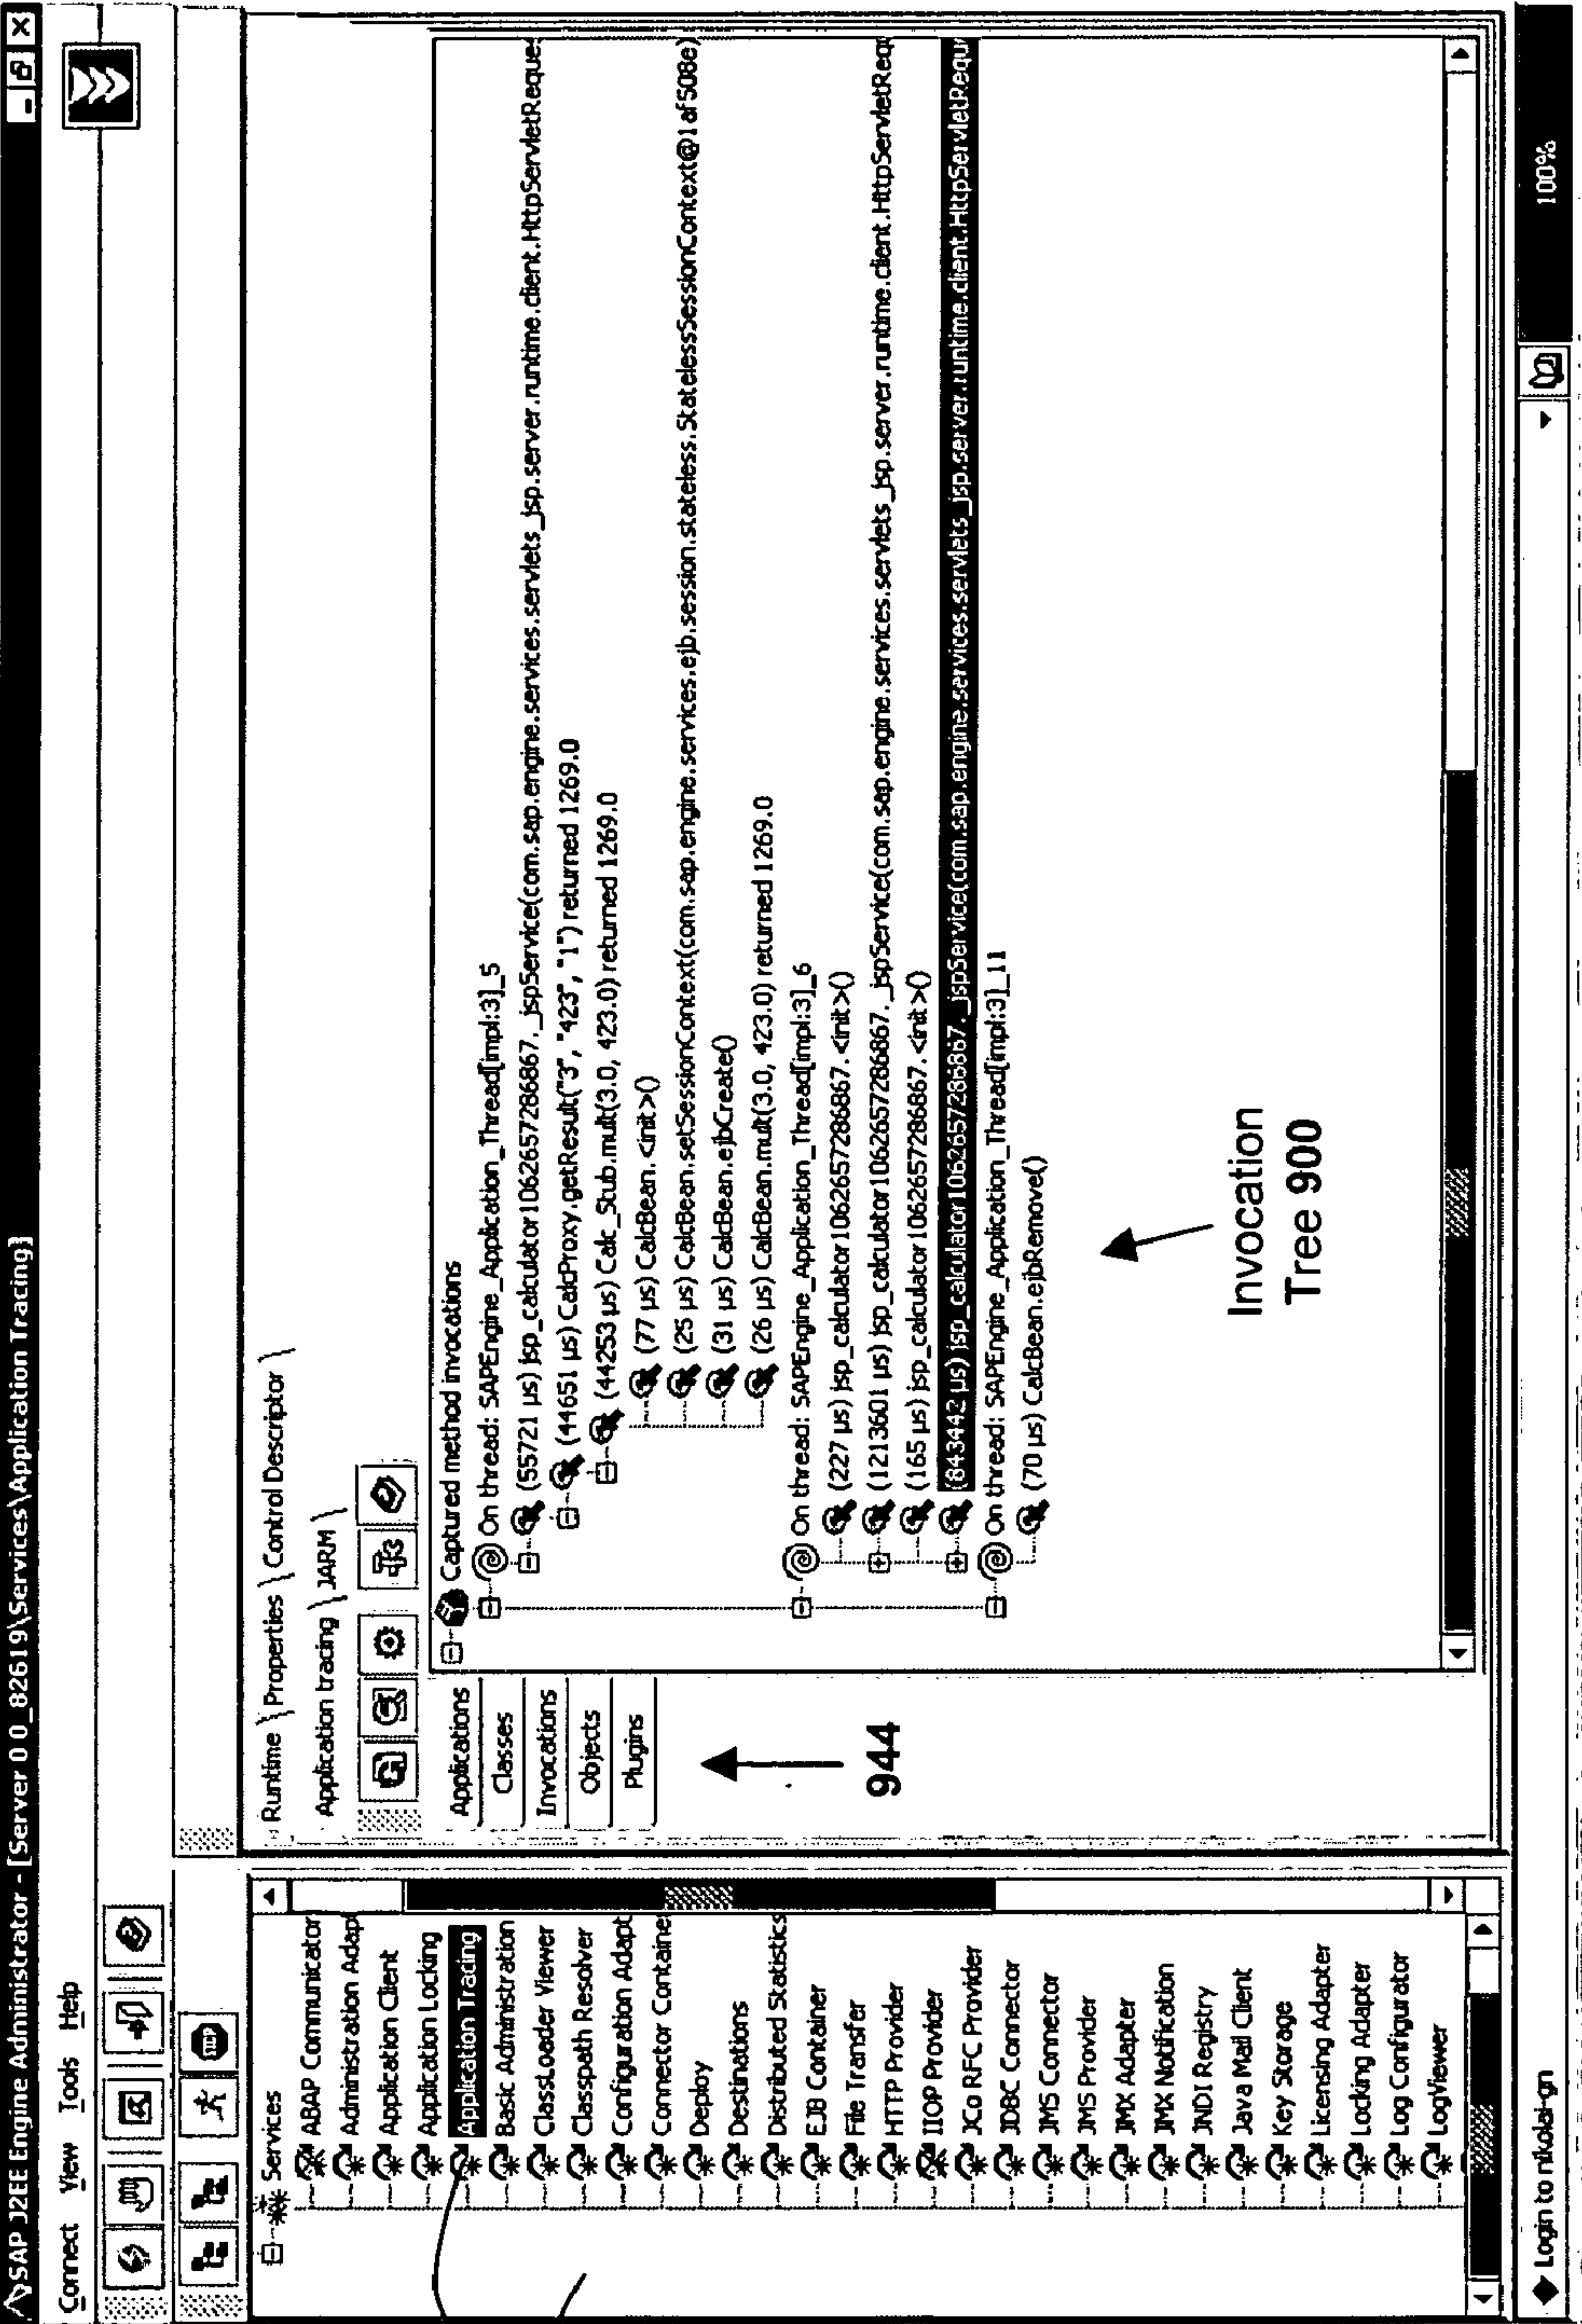 SAP J2EE Engine Administrator - [Server 0 0_82619\Services\Application Tracing]
Connect View Tools Help
Services
ABAP Communicator
Administration Adapt
Application Client
Application Locking
Application Tracing
Basic Administration
ClassLoader Viewer
Classpath Resolver
Configuration Adapt
Connector Container
Deploy
Destinations
Distributed Statistics
EJB Container
File Transfer
HTTP Provider
IIOP Provider
JCo RFC Provider
JDBC Connector
JMS Connector
JMS Provider
JMX Adapter
JMX Notification
JNDI Registry
Java Mail Client
Key Storage
Licensing Adapter
Locking Adapter
Log Configurator
LogViewer
Runtime \ Properties \ Control Descriptor \
Application tracing \ JARM \
Applications
Classes
Invocations
Objects
Plugins
944
Captured method invocations
On thread: SAPEngine_Application_Thread[impl:3]_5
(55721 µs) jsp_calculator1062657286867._jspService(com.sap.engine.services.servlets_jsp.server.runtime.client.HttpServletReques
(44651 µs) CalcProxy.getResult("3", "423", "1") returned 1269.0
(44253 µs) Calc_Stub.mult(3.0, 423.0) returned 1269.0
(77 µs) CalcBean.<init>()
(25 µs) CalcBean.setSessionContext(com.sap.engine.services.ejb.session.stateless.StatelessSessionContext@1af508e)
(31 µs) CalcBean.ejbCreate()
(26 µs) CalcBean.mult(3.0, 423.0) returned 1269.0
On thread: SAPEngine_Application_Thread[impl:3]_6
(227 µs) jsp_calculator1062657286867.<init>()
(1213601 µs) jsp_calculator1062657286867._jspService(com.sap.engine.services.servlets_jsp.server.runtime.client.HttpServletReq
(165 µs) jsp_calculator1062657286867.<init>()
(843442 µs) jsp_calculator1062657286867._jspService(com.sap.engine.services.servlets_jsp.server.runtime.client.HttpServletRequ
On thread: SAPEngine_Application_Thread[impl:3]_11
(70 µs) CalcBean.ejbRemove()
Invocation
Tree 900
Login to nikolai-gn
100%